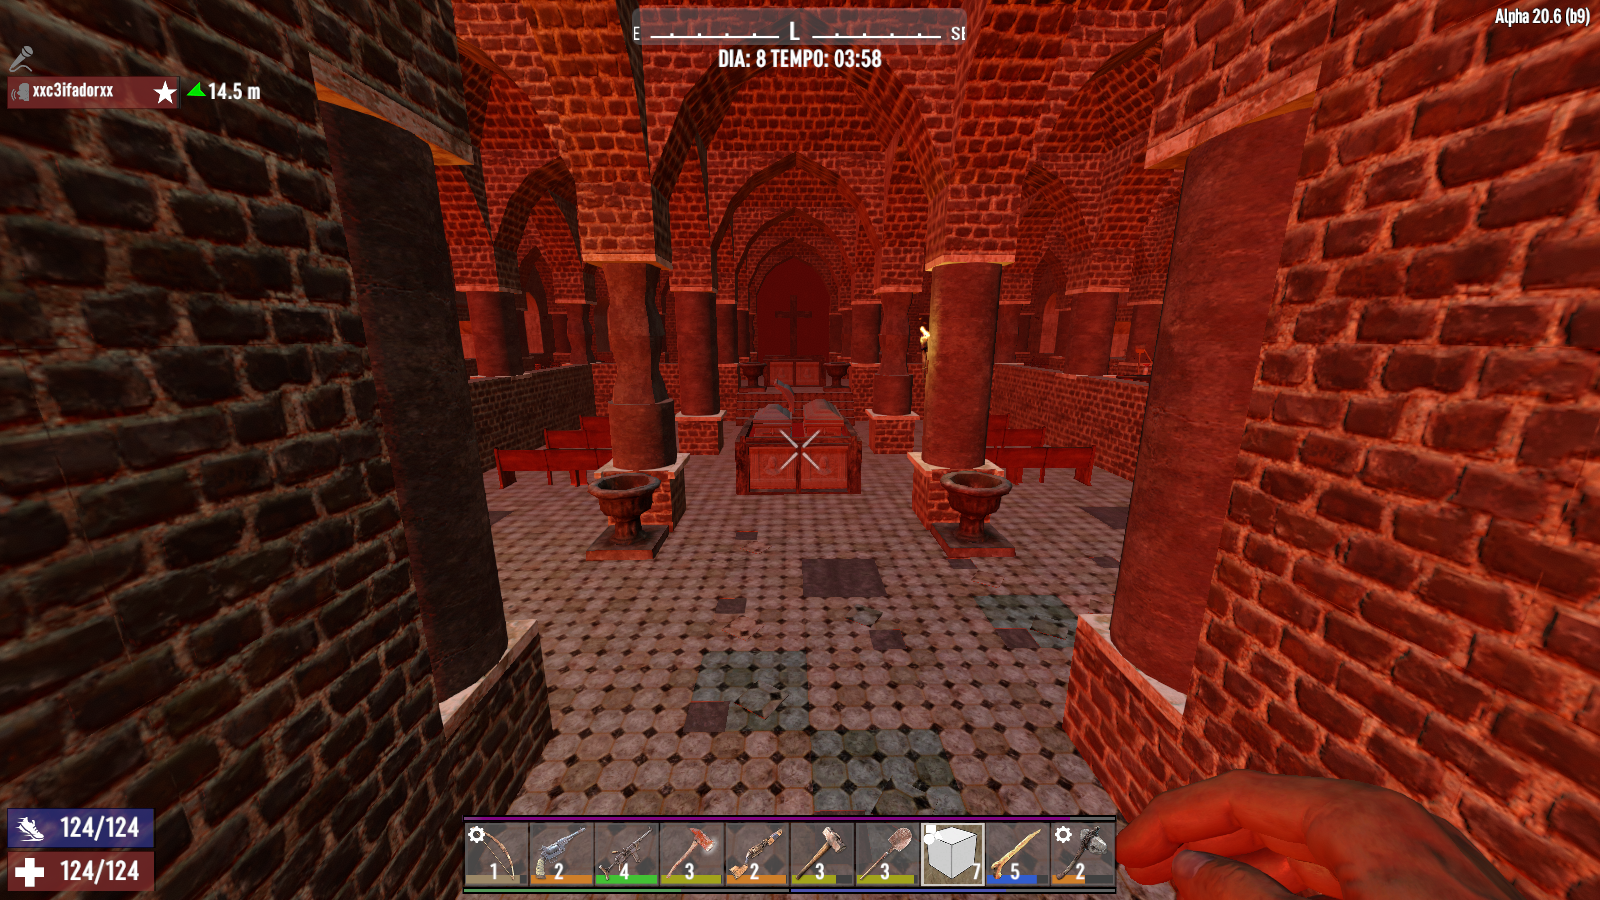 Alpha 20.6 (b9)
E L SE
DIA: 8 TEMPO: 03:58
xxc3ifadorxx 14.5 m
124/124
124/124
1 2 4 3 2 3 3 7 5 2